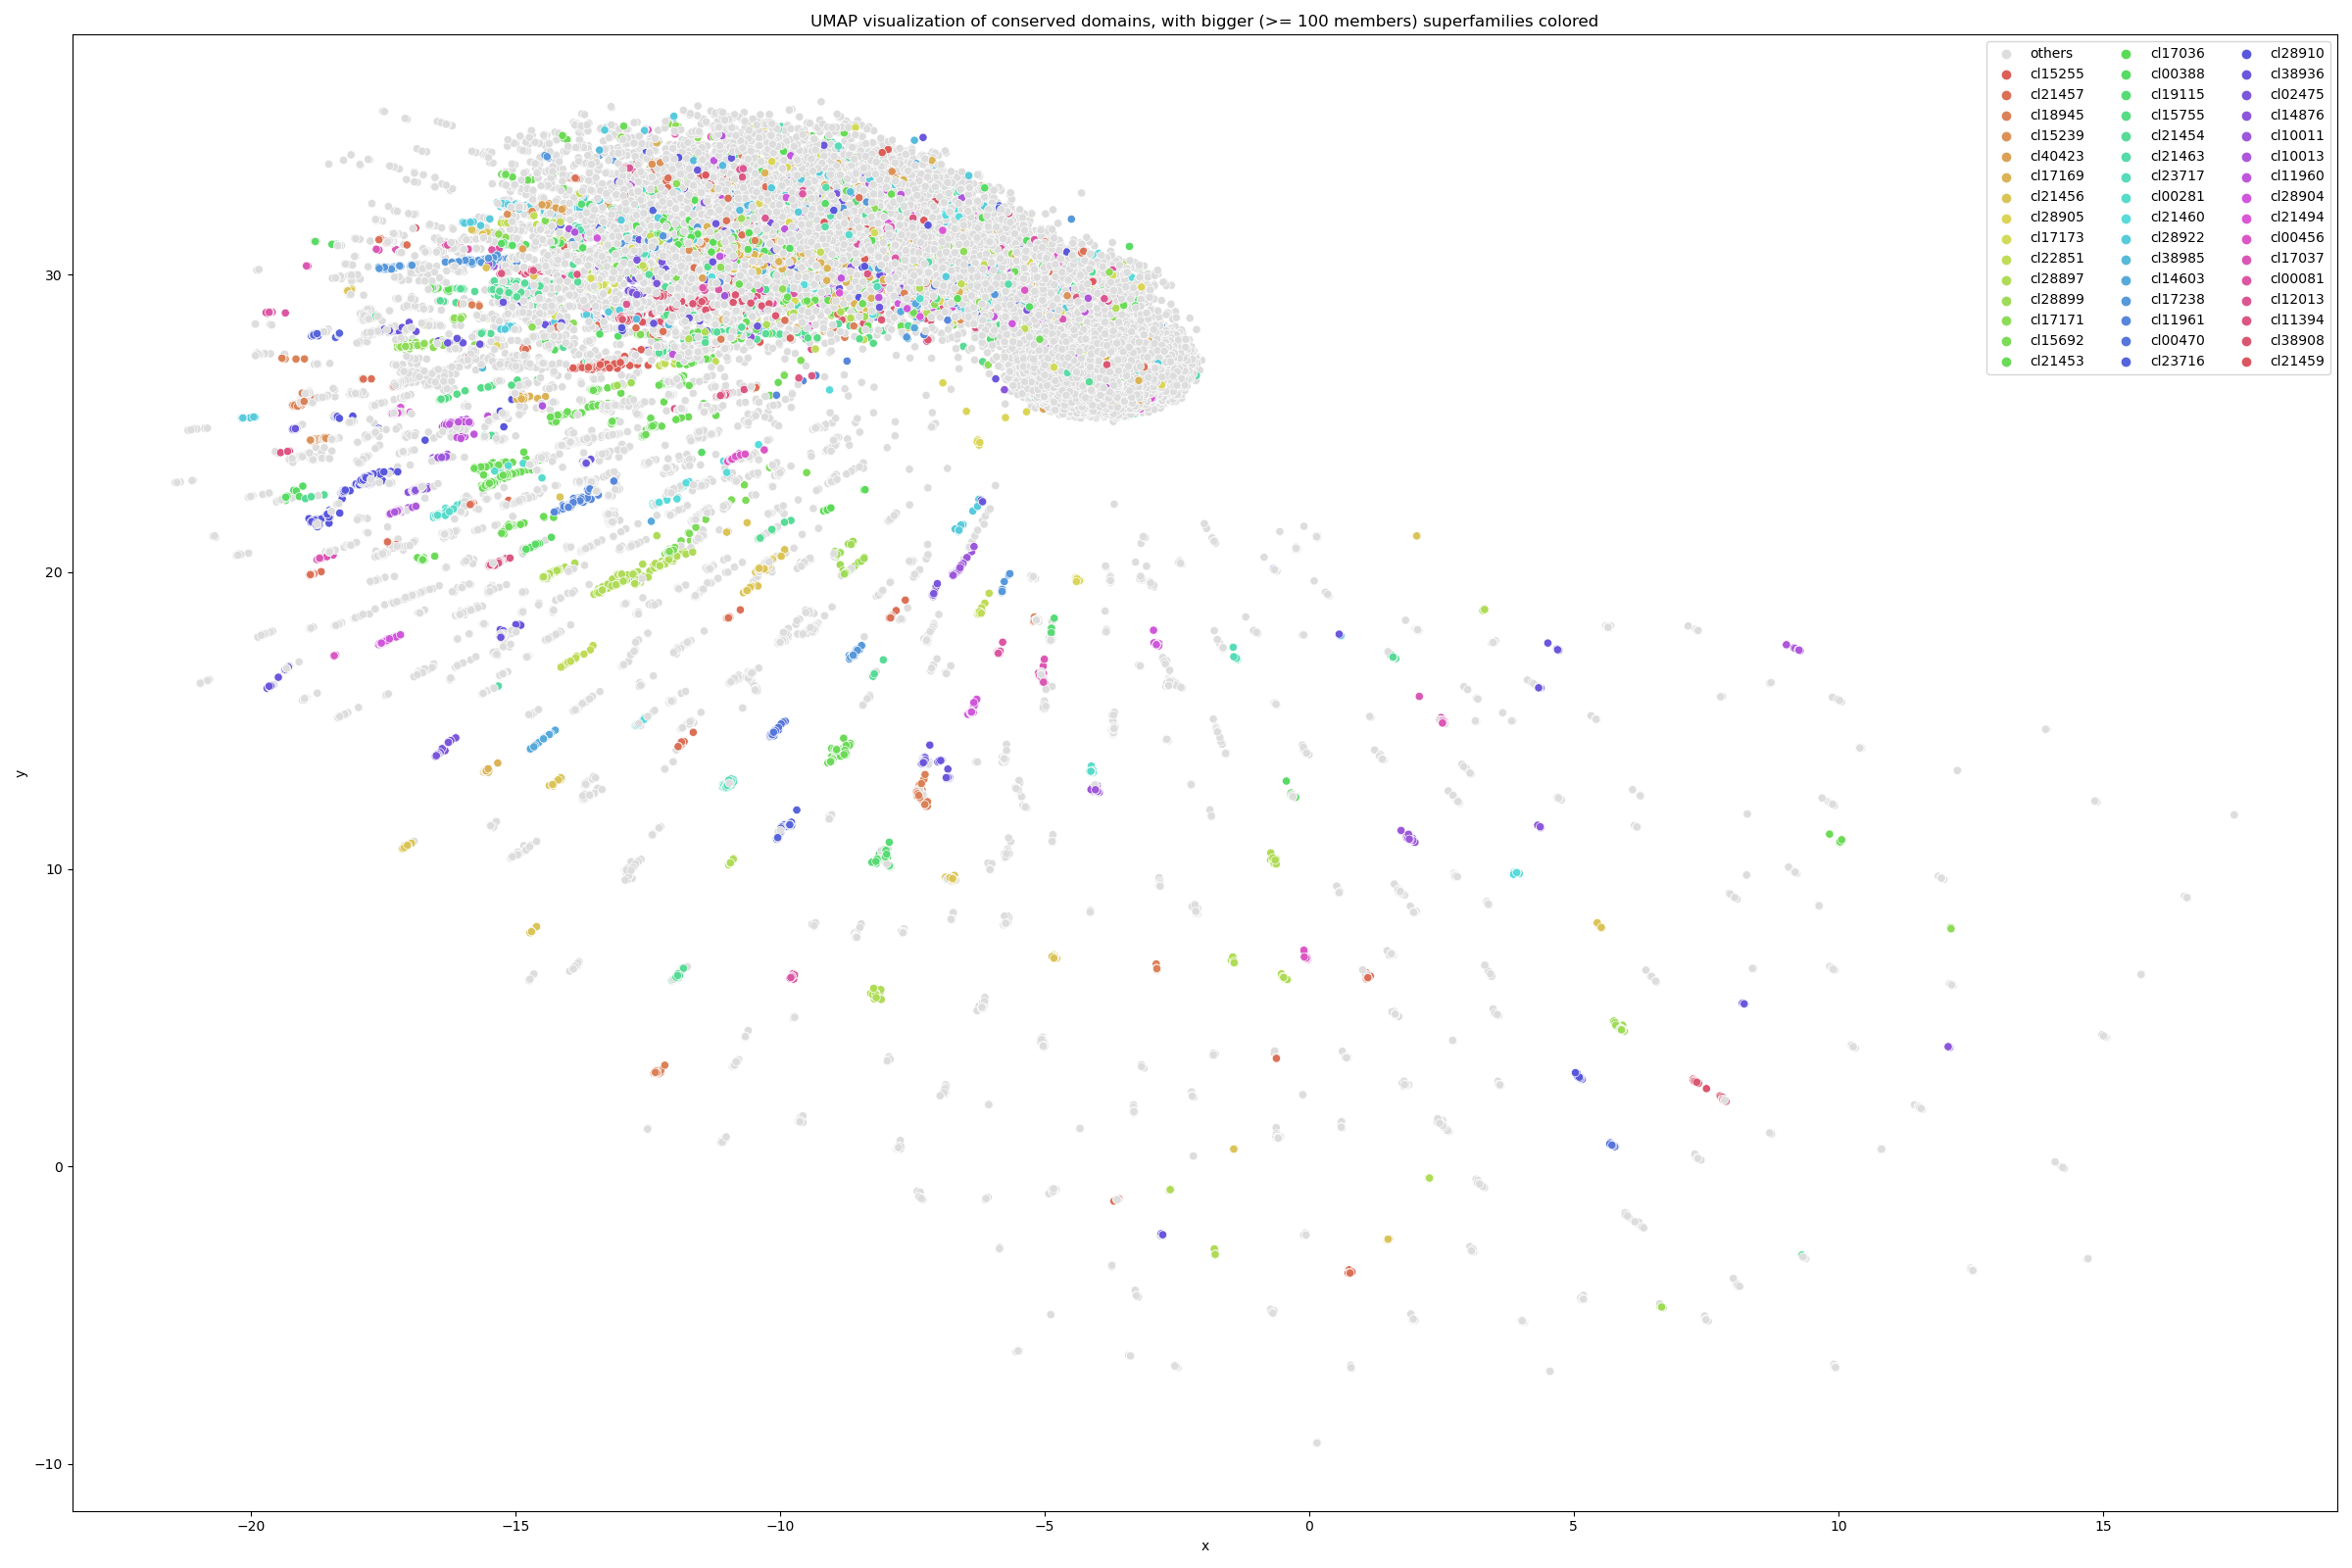 UMAP visualization of conserved domains, with bigger (>= 100 members) superfamilies colored
others
cl15255
cl21457
cl18945
cl15239
cl40423
cl17169
cl21456
cl28905
cl17173
cl22851
cl28897
cl28899
cl17171
cl15692
cl21453
cl17036
cl00388
cl19115
cl15755
cl21454
cl21463
cl23717
cl00281
cl21460
cl28922
cl38985
cl14603
cl17238
cl11961
cl00470
cl23716
cl28910
cl38936
cl02475
cl14876
cl10011
cl10013
cl11960
cl28904
cl21494
cl00456
cl17037
cl00081
cl12013
cl11394
cl38908
cl21459
30
20
10
0
−10
y
−20 −15 −10 −5 0 5 10 15
x